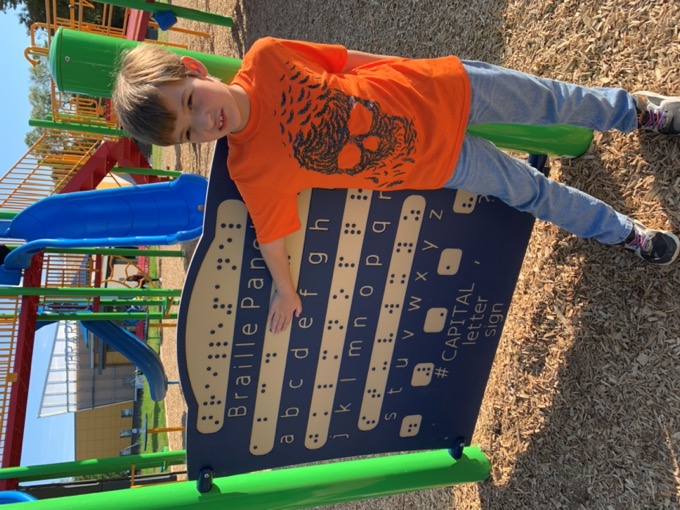 Braille Pane
a b c d e f g h
j k l m n o p q r
s t u v w x y z
# CAPITAL , ?
letter
sign